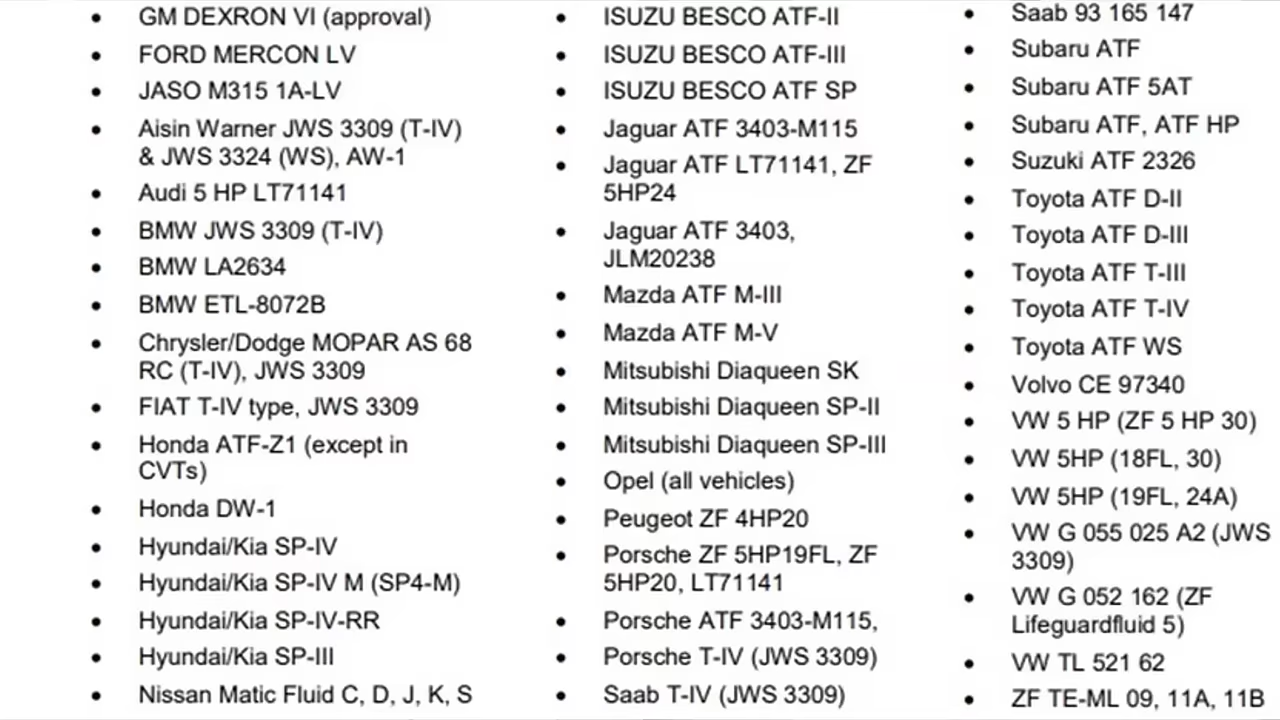 • GM DEXRON VI (approval)
• FORD MERCON LV
• JASO M315 1A-LV
• Aisin Warner JWS 3309 (T-IV)
& JWS 3324 (WS), AW-1
• Audi 5 HP LT71141
• BMW JWS 3309 (T-IV)
• BMW LA2634
• BMW ETL-8072B
• Chrysler/Dodge MOPAR AS 68
RC (T-IV), JWS 3309
• FIAT T-IV type, JWS 3309
• Honda ATF-Z1 (except in
CVTs)
• Honda DW-1
• Hyundai/Kia SP-IV
• Hyundai/Kia SP-IV M (SP4-M)
• Hyundai/Kia SP-IV-RR
• Hyundai/Kia SP-III
• Nissan Matic Fluid C, D, J, K, S
• ISUZU BESCO ATF-II
• ISUZU BESCO ATF-III
• ISUZU BESCO ATF SP
• Jaguar ATF 3403-M115
• Jaguar ATF LT71141, ZF
5HP24
• Jaguar ATF 3403,
JLM20238
• Mazda ATF M-III
• Mazda ATF M-V
• Mitsubishi Diaqueen SK
• Mitsubishi Diaqueen SP-II
• Mitsubishi Diaqueen SP-III
• Opel (all vehicles)
• Peugeot ZF 4HP20
• Porsche ZF 5HP19FL, ZF
5HP20, LT71141
• Porsche ATF 3403-M115,
• Porsche T-IV (JWS 3309)
• Saab T-IV (JWS 3309)
• Saab 93 165 147
• Subaru ATF
• Subaru ATF 5AT
• Subaru ATF, ATF HP
• Suzuki ATF 2326
• Toyota ATF D-II
• Toyota ATF D-III
• Toyota ATF T-III
• Toyota ATF T-IV
• Toyota ATF WS
• Volvo CE 97340
• VW 5 HP (ZF 5 HP 30)
• VW 5HP (18FL, 30)
• VW 5HP (19FL, 24A)
• VW G 055 025 A2 (JWS
3309)
• VW G 052 162 (ZF
Lifeguardfluid 5)
• VW TL 521 62
• ZF TE-ML 09, 11A, 11B